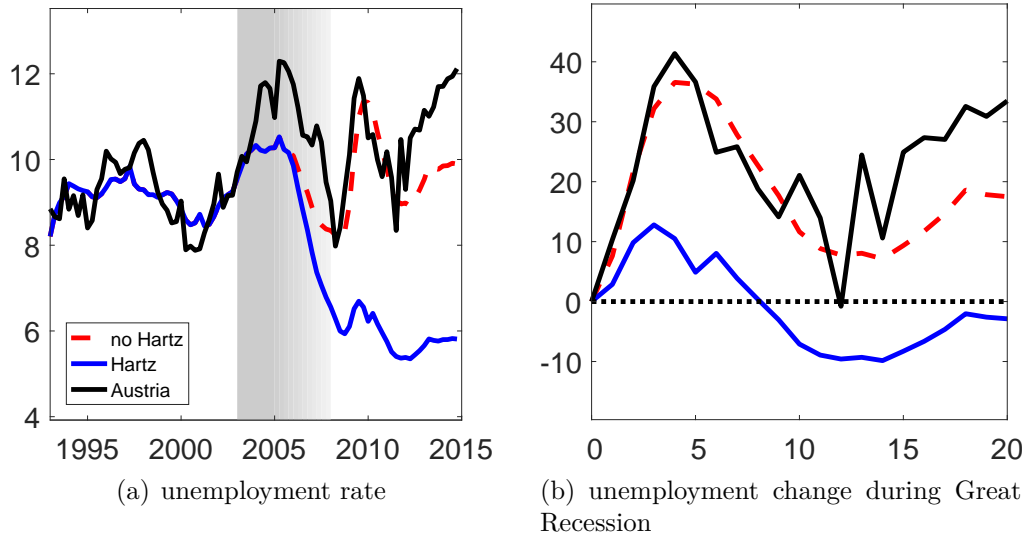 12
10
8
6
4
no Hartz
Hartz
Austria
1995 2000 2005 2010 2015
(a) unemployment rate
40
30
20
10
0
-10
0 5 10 15 20
(b) unemployment change during Great
Recession